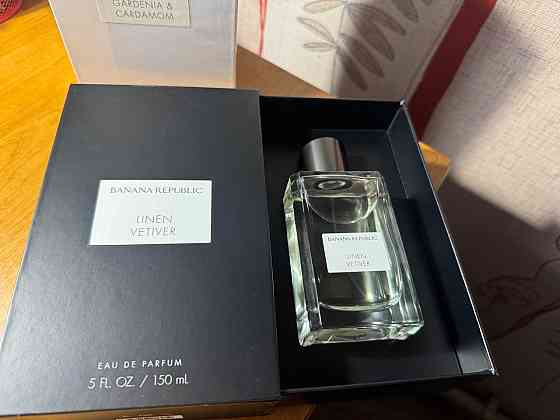 GARDENIA &
CARDAMOM
BANANA REPUBLIC
LINEN
VETIVER
EAU DE PARFUM
5 FL. OZ. / 150 mL
BANANA REPUBLIC
LINEN
VETIVER